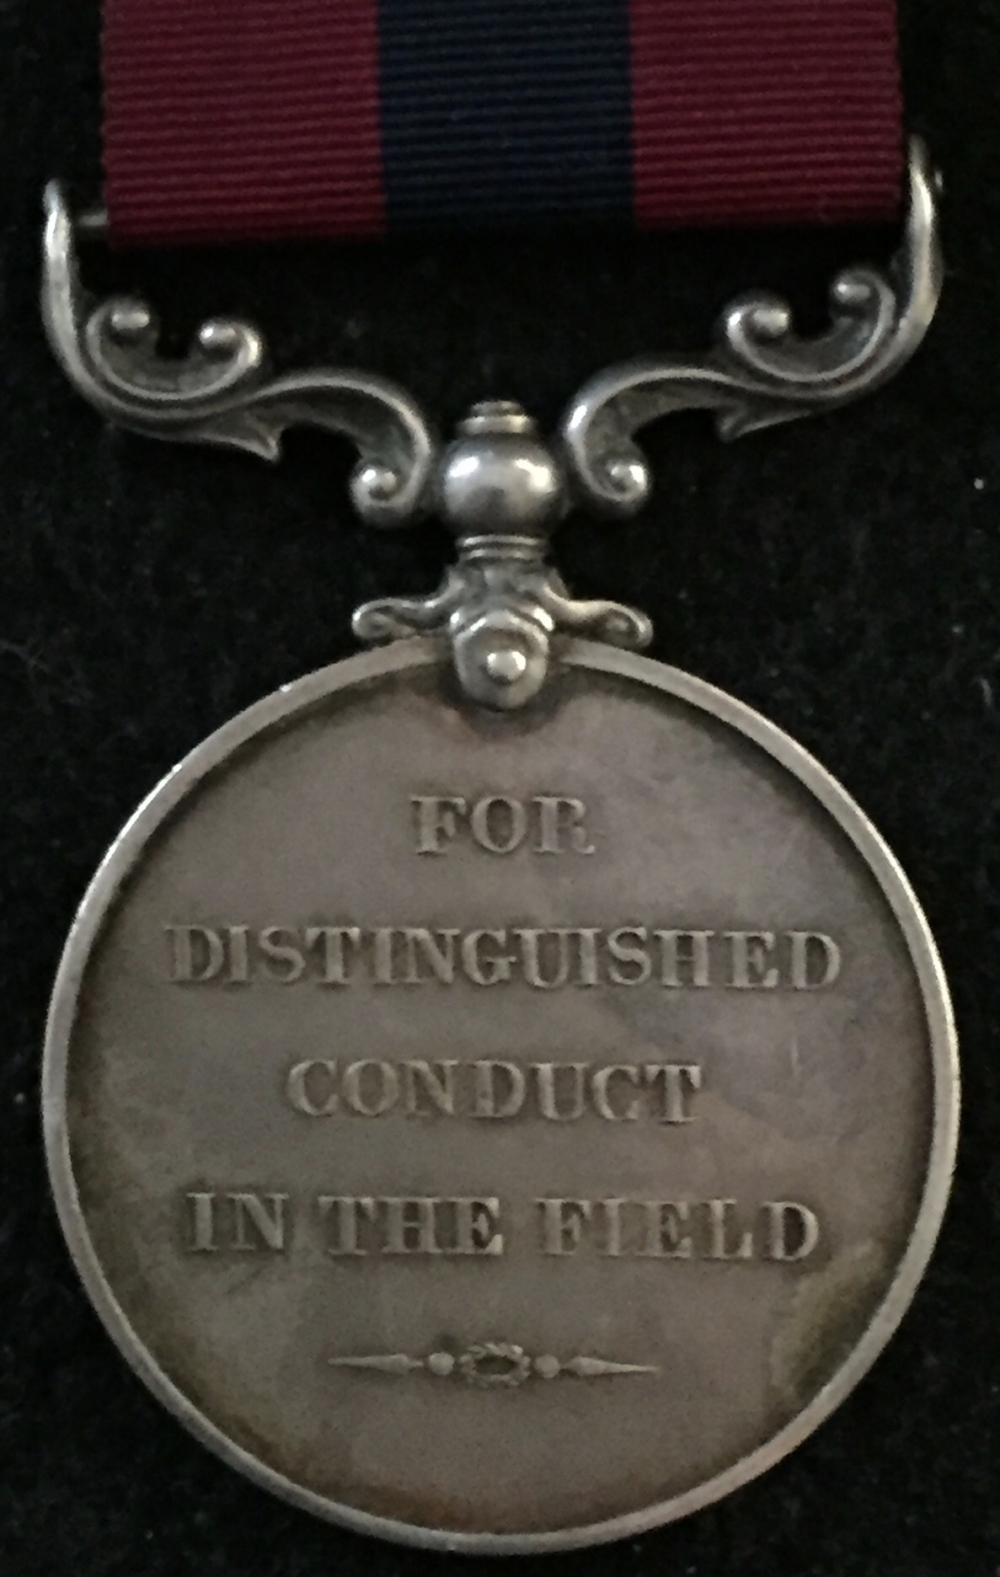 FOR
DISTINGUISHED
CONDUCT
IN THE FIELD